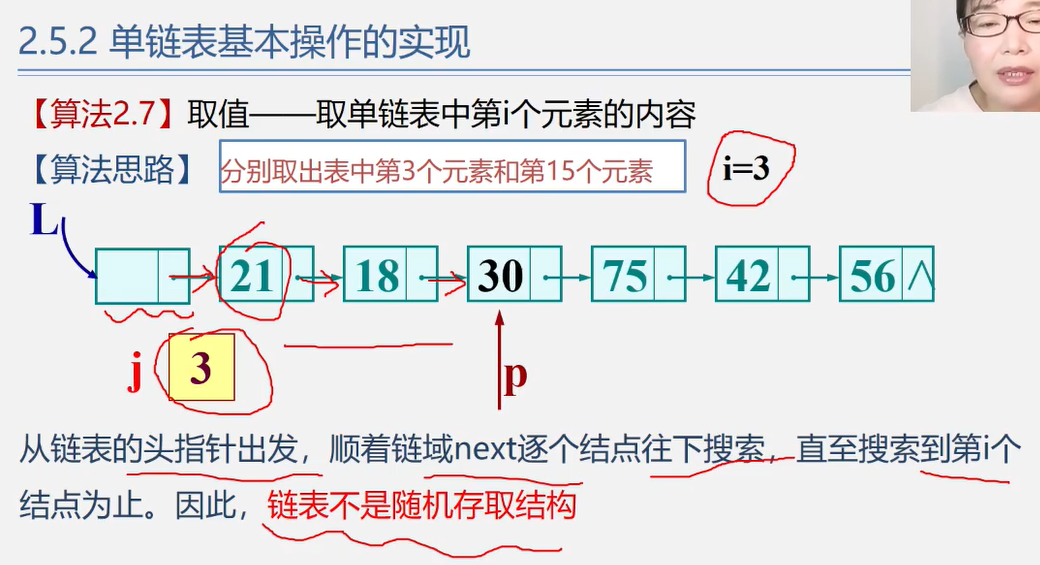 2.5.2 单链表基本操作的实现
【算法2.7】取值——取单链表中第i个元素的内容
【算法思路】 分别取出表中第3个元素和第15个元素 i=3
L
21 18 30 75 42 56 ∧
j 3 p
从链表的头指针出发，顺着链域next逐个结点往下搜索，直至搜索到第i个
结点为止。因此，链表不是随机存取结构